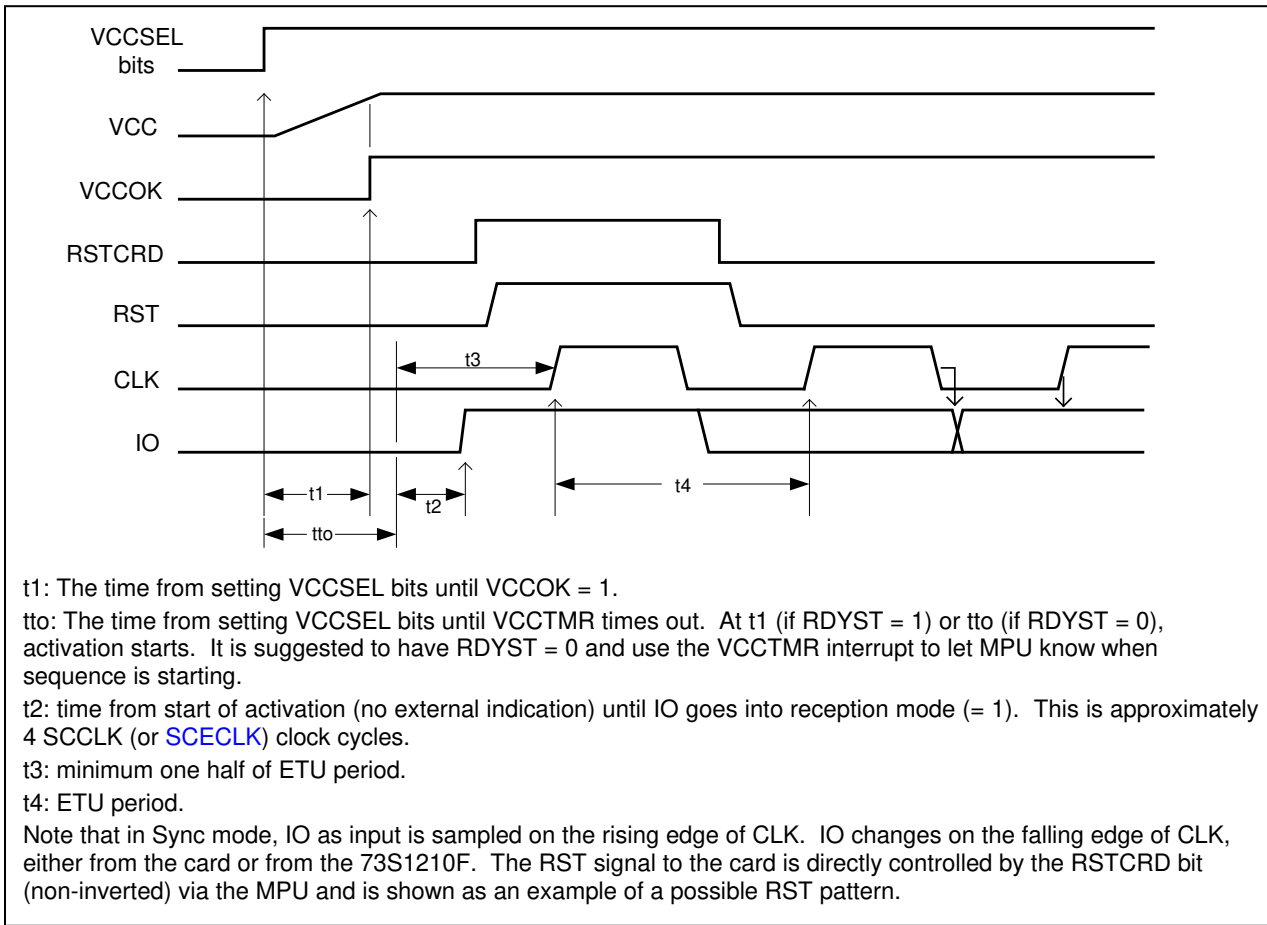 VCCSEL
bits
VCC
VCCOK
RSTCRD
RST
t3
CLK
IO
t1
t2
t4
tto
t1: The time from setting VCCSEL bits until VCCOK = 1.
tto: The time from setting VCCSEL bits until VCCTMR times out. At t1 (if RDYST = 1) or tto (if RDYST = 0),
activation starts. It is suggested to have RDYST = 0 and use the VCCTMR interrupt to let MPU know when
sequence is starting.
t2: time from start of activation (no external indication) until IO goes into reception mode (= 1). This is approximately
4 SCCLK (or SCECLK) clock cycles.
t3: minimum one half of ETU period.
t4: ETU period.
Note that in Sync mode, IO as input is sampled on the rising edge of CLK. IO changes on the falling edge of CLK,
either from the card or from the 73S1210F. The RST signal to the card is directly controlled by the RSTCRD bit
(non-inverted) via the MPU and is shown as an example of a possible RST pattern.